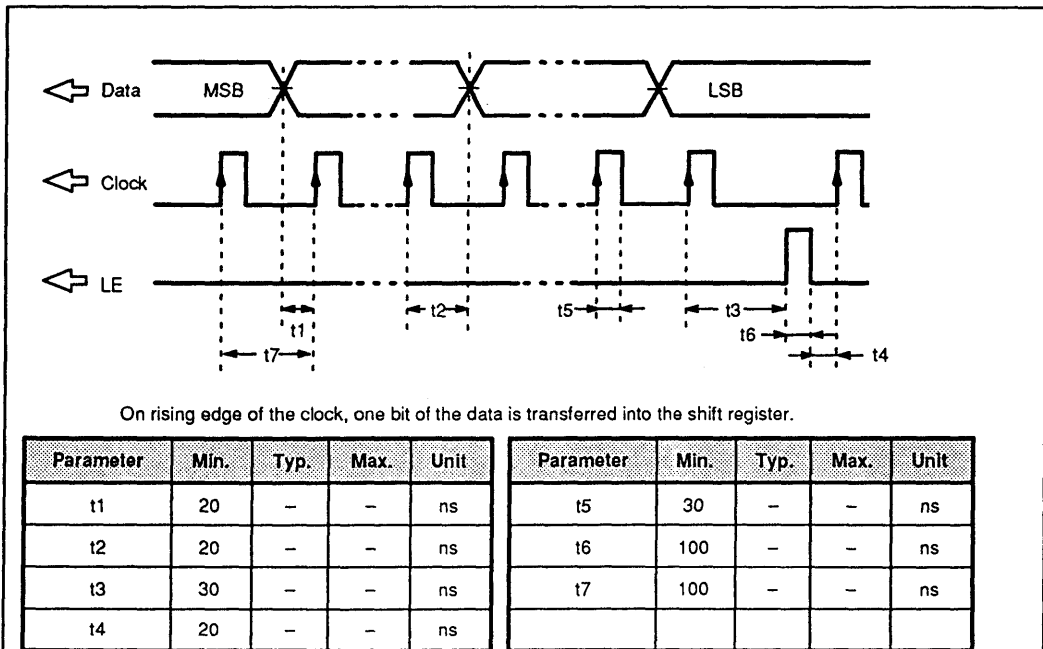 Data MSB LSB
Clock
LE
t1 t2 t5 t3
t6 t4
t7
On rising edge of the clock, one bit of the data is transferred into the shift register.
Parameter Min. Typ. Max. Unit
t1 20 – – ns
t2 20 – – ns
t3 30 – – ns
t4 20 – – ns
Parameter Min. Typ. Max. Unit
t5 30 – – ns
t6 100 – – ns
t7 100 – – ns